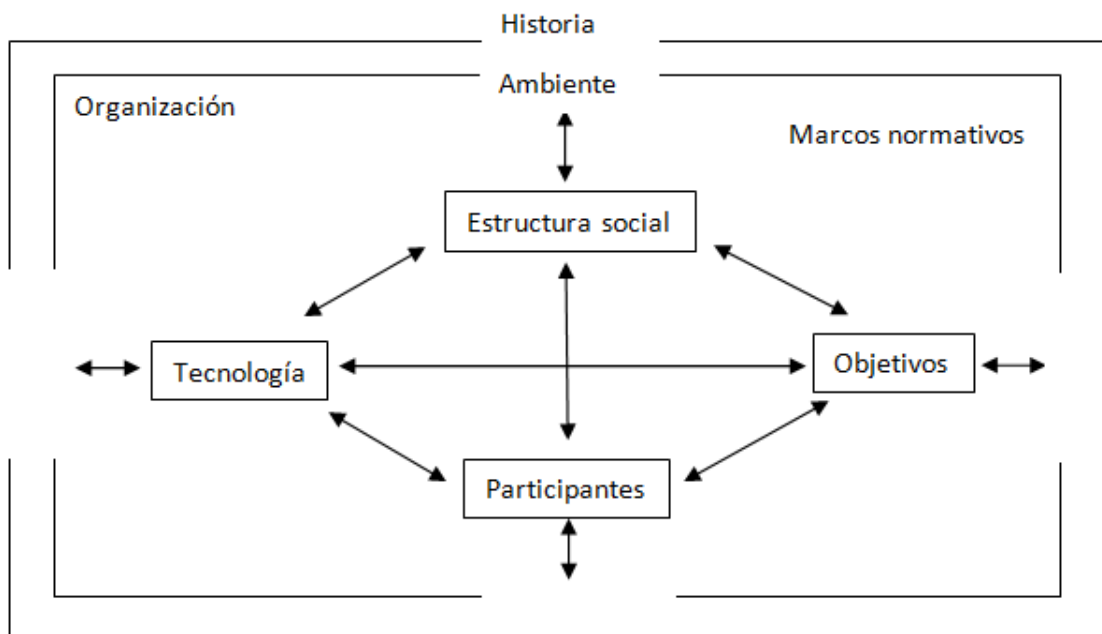 Historia
Ambiente
Organización
Marcos normativos
Estructura social
Tecnología
Objetivos
Participantes